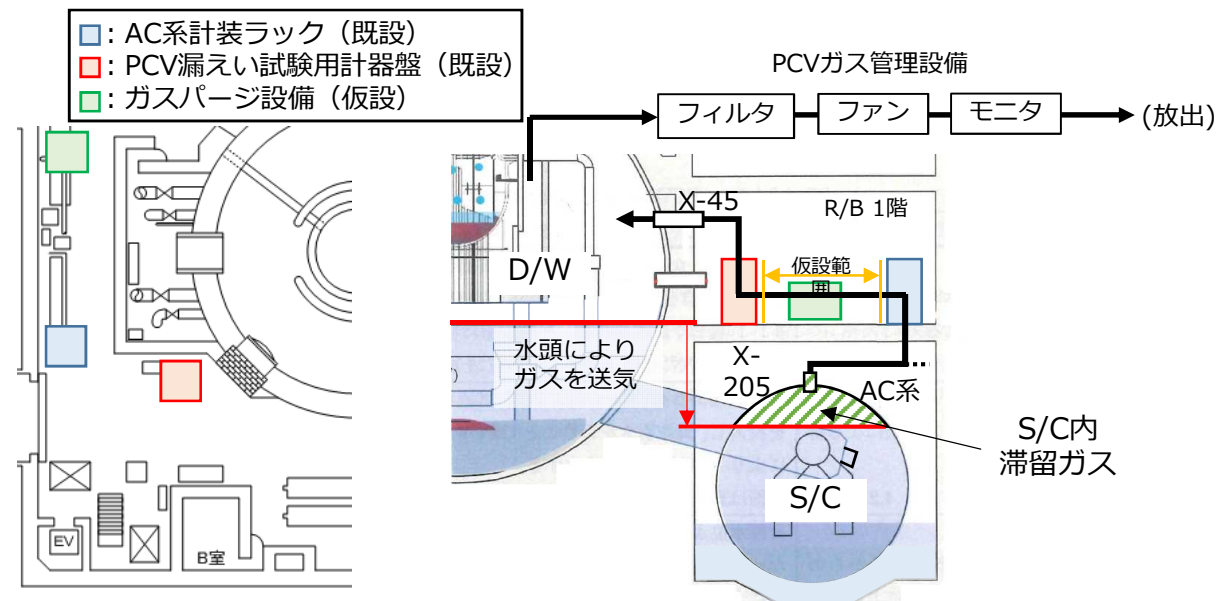 ：AC系計装ラック（既設）
：PCV漏えい試験用計器盤（既設）
：ガスパージ設備（仮設）
PCVガス管理設備
フィルタ
ファン
モニタ
(放出)
X-45
R/B 1階
D/W
仮設範
囲
水頭により
ガスを送気
X-
205
AC系
S/C内
滞留ガス
S/C
EV
B室